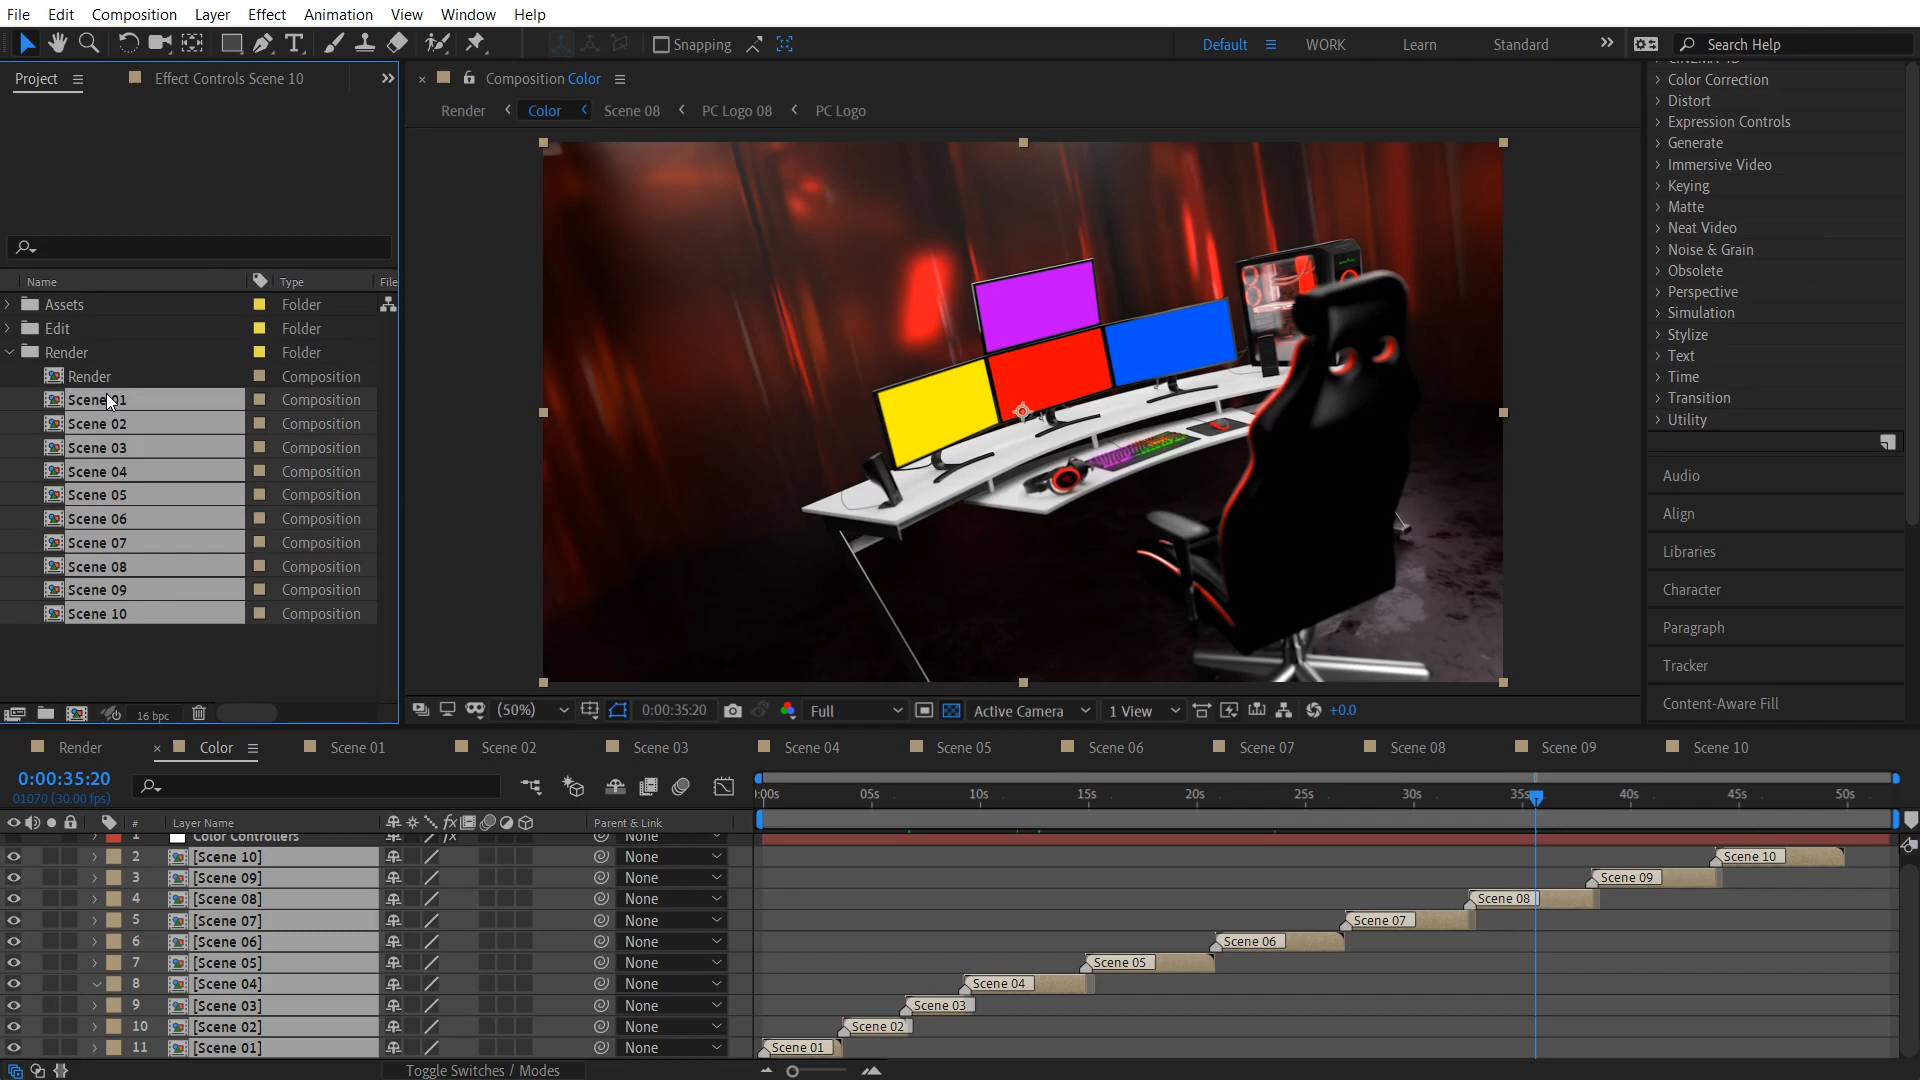 File Edit View Composition Layer Effect Animation View Window Help
Snapping Default WORK Learn Standard Search Help
Project Effect Controls Scene 10
Composition Color
Render Color Scene 08 PC Logo 08 PC Logo
Name Type File
Assets Folder
Edit Folder
Render Folder
Render Composition
Scene 01 Composition
Scene 02 Composition
Scene 03 Composition
Scene 04 Composition
Scene 05 Composition
Scene 06 Composition
Scene 07 Composition
Scene 08 Composition
Scene 09 Composition
Scene 10 Composition
16 bpc
(50%) 0:00:35:20 Full Active Camera 1 View +0.0
Color Correction
Distort
Expression Controls
Generate
Immersive Video
Keying
Matte
Neat Video
Noise & Grain
Obsolete
Perspective
Simulation
Stylize
Text
Time
Transition
Utility
Audio
Align
Libraries
Character
Paragraph
Tracker
Content-Aware Fill
Render Color Scene 01 Scene 02 Scene 03 Scene 04 Scene 05 Scene 06 Scene 07 Scene 08 Scene 09 Scene 10
0:00:35:20
01070 (30.00 fps)
:00s 05s 10s 15s 20s 25s 30s 35s 40s 45s 50s
# Layer Name Parent & Link
1 Color Controllers None
2 [Scene 10] None Scene 10
3 [Scene 09] None Scene 09
4 [Scene 08] None Scene 08
5 [Scene 07] None Scene 07
6 [Scene 06] None Scene 06
7 [Scene 05] None Scene 05
8 [Scene 04] None Scene 04
9 [Scene 03] None Scene 03
10 [Scene 02] None Scene 02
11 [Scene 01] None Scene 01
Toggle Switches / Modes